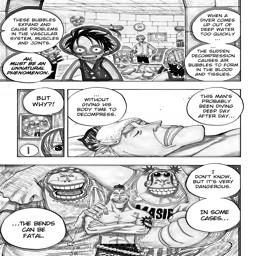 WHEN A
DIVER COMES
UP OUT OF
DEEP WATER
TOO QUICKLY
...
THE SUDDEN
DECOMPRESSION
CAUSES AIR
BUBBLES TO FORM
IN THE BLOOD
AND TISSUES.
THESE BUBBLES
EXPAND AND
CAUSE PROBLEMS
IN THE VASCULAR
SYSTEM, MUSCLES
AND JOINTS.
MUST BE AN
UNNATURAL
PHENOMENON.
THIS MAN'S
PROBABLY
BEEN DIVING
DEEP DAY
AFTER DAY...
...
WITHOUT
GIVING HIS
BODY TIME TO
DECOMPRESS.
BUT
WHY?!
I
DON'T
KNOW, BUT
IT'S VERY
DANGEROUS.
IN SOME
CASES...
...THE BENDS
CAN BE
FATAL.